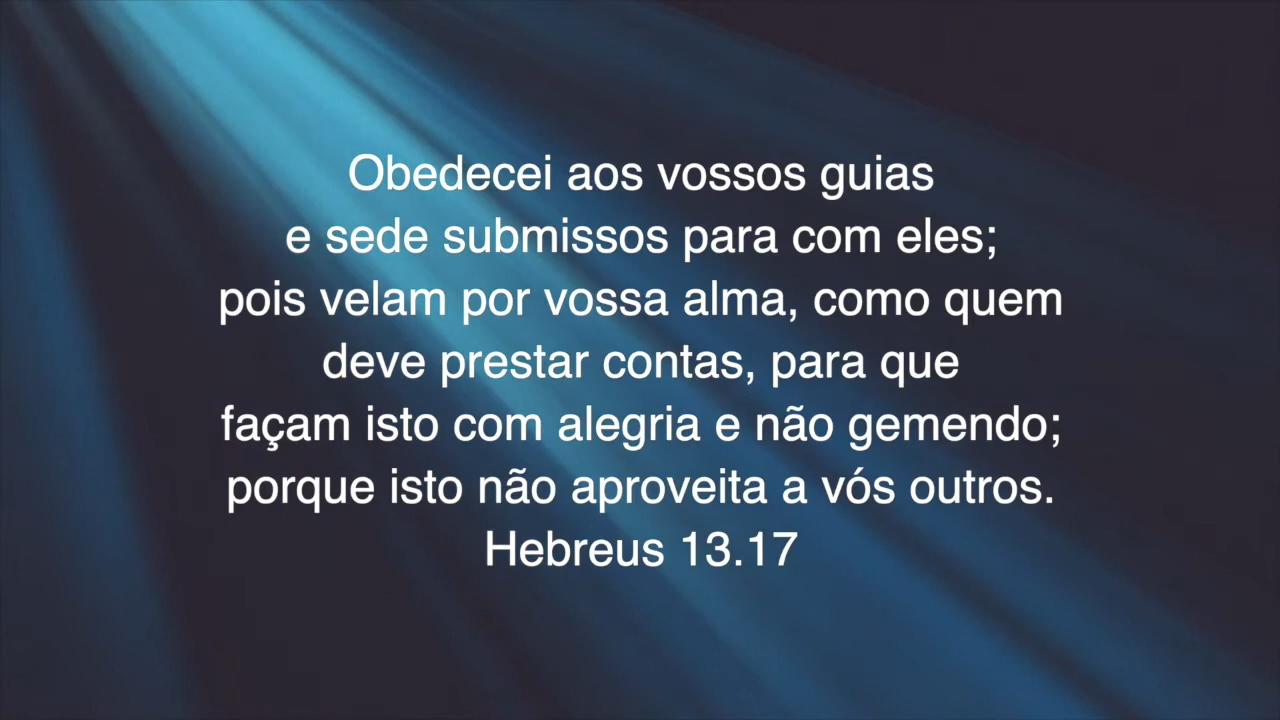 Obedecei aos vossos guias
e sede submissos para com eles;
pois velam por vossa alma, como quem
deve prestar contas, para que
façam isto com alegria e não gemendo;
porque isto não aproveita a vós outros.
Hebreus 13.17